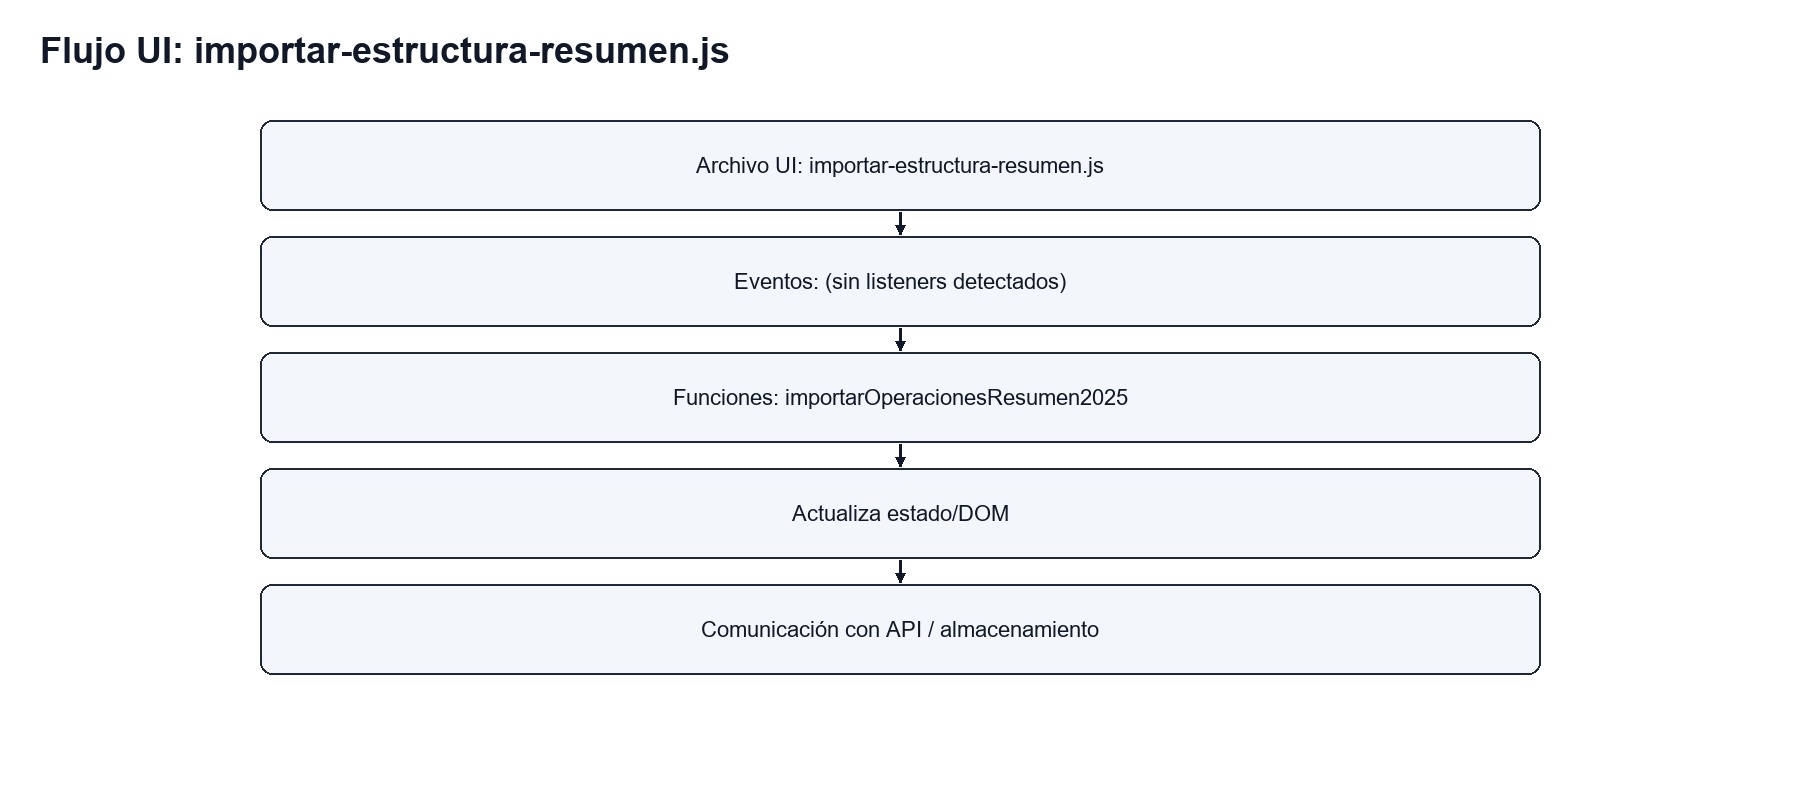 Flujo UI: importar-estructura-resumen.js
Archivo UI: importar-estructura-resumen.js
Eventos: (sin listeners detectados)
Funciones: importarOperacionesResumen2025
Actualiza estado/DOM
Comunicación con API / almacenamiento